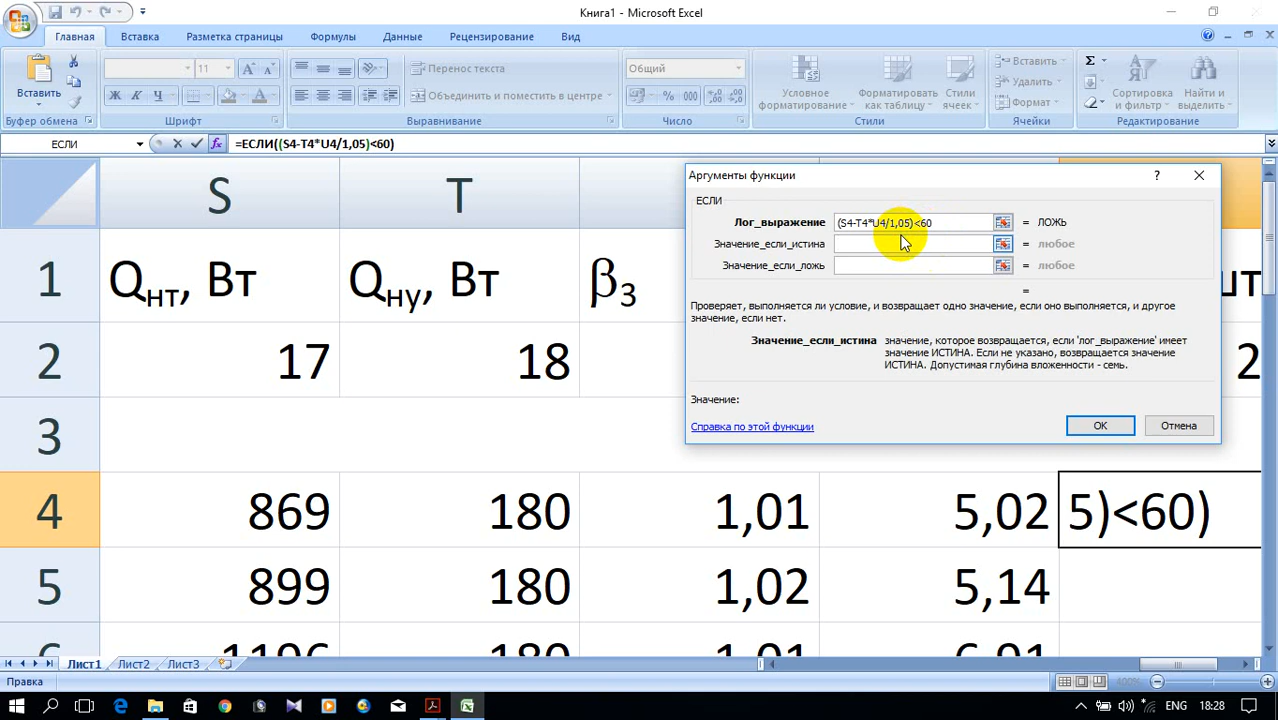 Книга1 - Microsoft Excel
Главная Вставка Разметка страницы Формулы Данные Рецензирование Вид
Вставить
Буфер обмена
11
Ж К Ч
Шрифт
Перенос текста
Объединить и поместить в центре
Выравнивание
Общий
% 000
Число
Условное форматирование
Форматировать как таблицу
Стили ячеек
Стили
Вставить
Удалить
Формат
Ячейки
Сортировка и фильтр
Найти и выделить
Редактирование
ЕСЛИ
=ЕСЛИ((S4-T4*U4/1,05)<60)
S T
1 Qнт, Вт Qну, Вт β3 шт
2 17 18 2
3
4 869 180 1,01 5,02 5)<60)
5 899 180 1,02 5,14
Аргументы функции
ЕСЛИ
Лог_выражение (S4-T4*U4/1,05)<60 = ЛОЖЬ
Значение_если_истина = любое
Значение_если_ложь = любое
=
Проверяет, выполняется ли условие, и возвращает одно значение, если оно выполняется, и другое
значение, если нет.
Значение_если_истина значение, которое возвращается, если 'лог_выражение' имеет
значение ИСТИНА. Если не указано, возвращается значение
ИСТИНА. Допустимая глубина вложенности - семь.
Значение:
Справка по этой функции
ОК Отмена
Лист1 Лист2 Лист3
Правка
400%
ENG 18:28